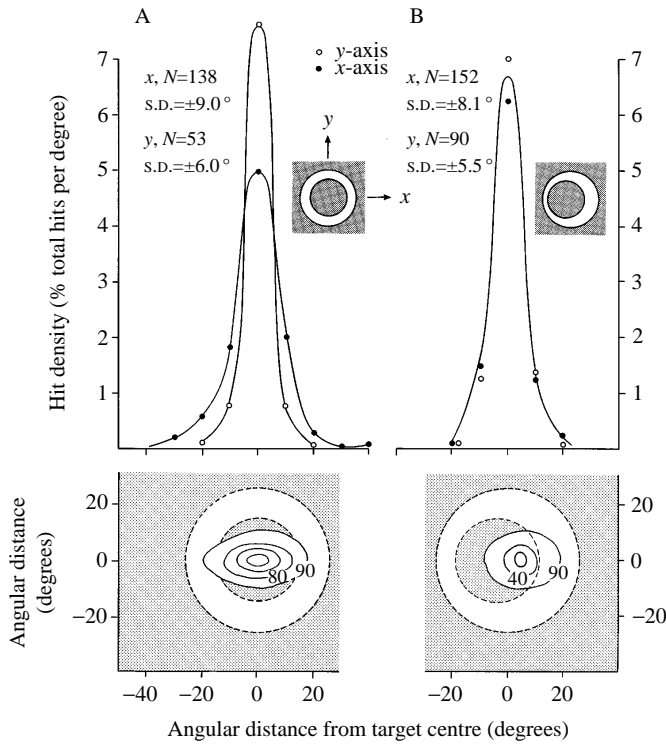 A
B
y-axis
x-axis
x, N=138
S.D.=±9.0°
y, N=53
S.D.=±6.0°
x, N=152
S.D.=±8.1°
y, N=90
S.D.=±5.5°
y
x
Hit density (% total hits per degree)
7
6
5
4
3
2
1
7
6
5
4
3
2
1
Angular distance
(degrees)
20
0
−20
80 90
40 90
20
0
−20
−40 −20 0 20
−20 0 20
Angular distance from target centre (degrees)